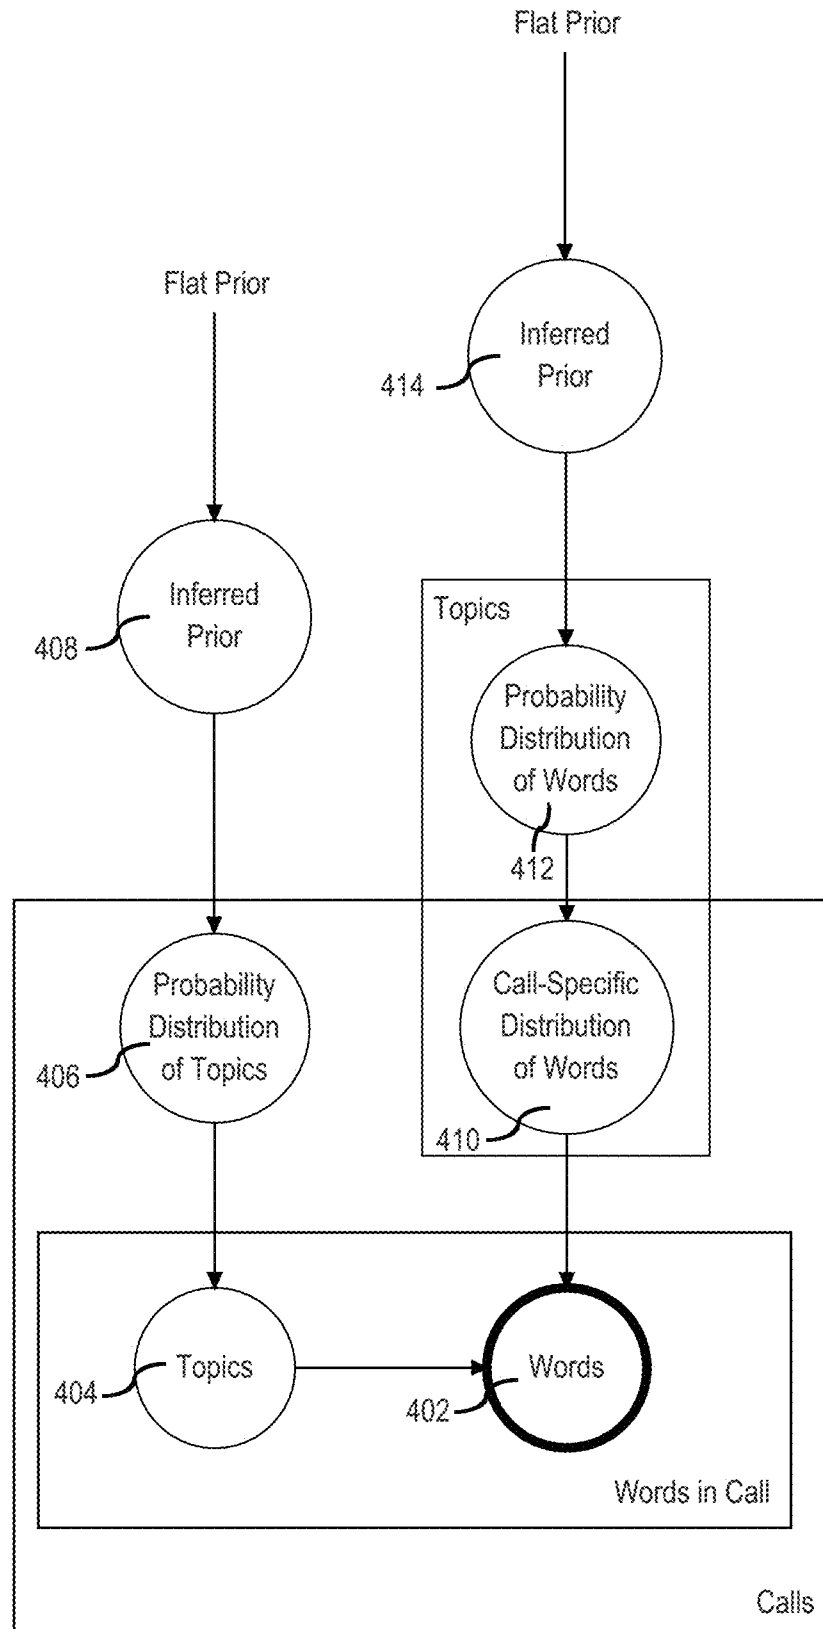 Flat Prior
Flat Prior
Inferred
Prior
414
Inferred
Prior
408
Topics
Probability
Distribution
of Words
412
Probability
Distribution
of Topics
406
Call-Specific
Distribution
of Words
410
Topics
404
Words
402
Words in Call
Calls